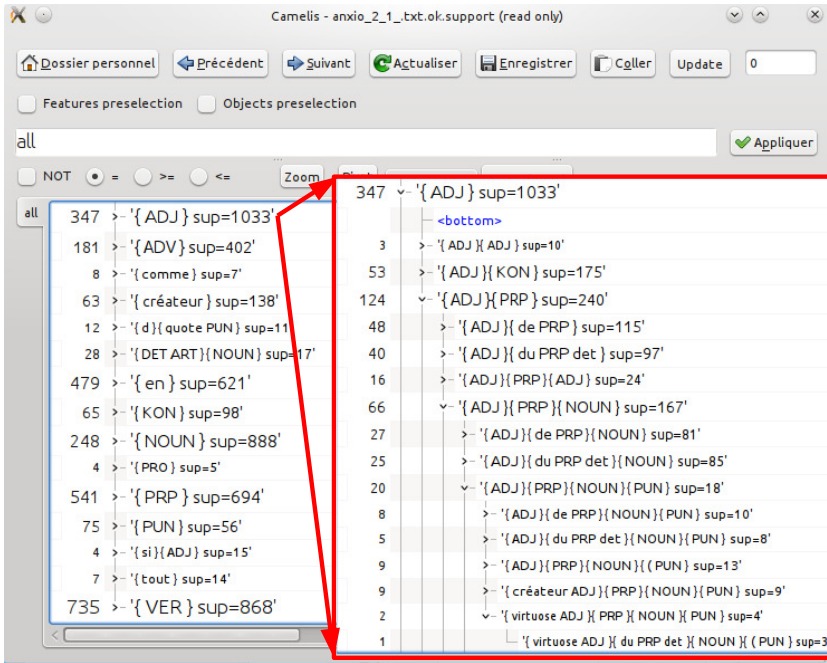 Camelis - anxio_2_1_.txt.ok.support (read only)
Dossier personnel Précédent Suivant Actualiser Enregistrer Coller Update 0
Features preselection Objects preselection
all Appliquer
NOT = >= <= Zoom
all
347 '{ ADJ } sup=1033'
181 '{ADV } sup=402'
8 '{ comme } sup=7'
63 '{ créateur } sup=138'
12 '{ d }{ quote PUN } sup=11
28 '{DET ART }{ NOUN } sup=17'
479 '{ en } sup=621'
65 '{ KON } sup=98'
248 '{ NOUN } sup=888'
4 '{ PRO } sup=5'
541 '{ PRP } sup=694'
75 '{ PUN } sup=56'
4 '{ si }{ ADJ } sup=15'
7 '{ tout } sup=14'
735 '{ VER } sup=868'
347 '{ ADJ } sup=1033'
<bottom>
3 '{ ADJ }{ ADJ } sup=10'
53 '{ ADJ }{ KON } sup=175'
124 '{ ADJ }{ PRP } sup=240'
48 '{ ADJ }{ de PRP } sup=115'
40 '{ ADJ }{ du PRP det } sup=97'
16 '{ ADJ }{ PRP }{ ADJ } sup=24'
66 '{ ADJ }{ PRP }{ NOUN } sup=167'
27 '{ ADJ }{ de PRP }{ NOUN } sup=81'
25 '{ ADJ }{ du PRP det }{ NOUN } sup=85'
20 '{ ADJ }{ PRP }{ NOUN }{ PUN } sup=18'
8 '{ ADJ }{ de PRP }{ NOUN }{ PUN } sup=10'
5 '{ ADJ }{ du PRP det }{ NOUN }{ PUN } sup=8'
9 '{ ADJ }{ PRP }{ NOUN }{ ( PUN } sup=13'
9 '{ créateur ADJ }{ PRP }{ NOUN }{ PUN } sup=9'
2 '{ virtuose ADJ }{ PRP }{ NOUN }{ PUN } sup=4'
1 '{ virtuose ADJ }{ du PRP det }{ NOUN }{ ( PUN } sup=3